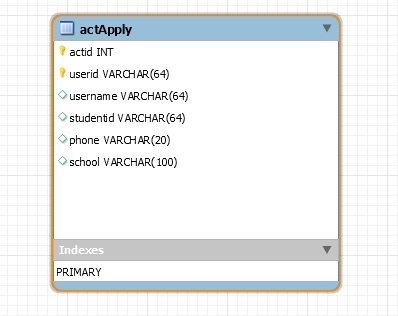 actApply
actid INT
userid VARCHAR(64)
username VARCHAR(64)
studentid VARCHAR(64)
phone VARCHAR(20)
school VARCHAR(100)
Indexes
PRIMARY